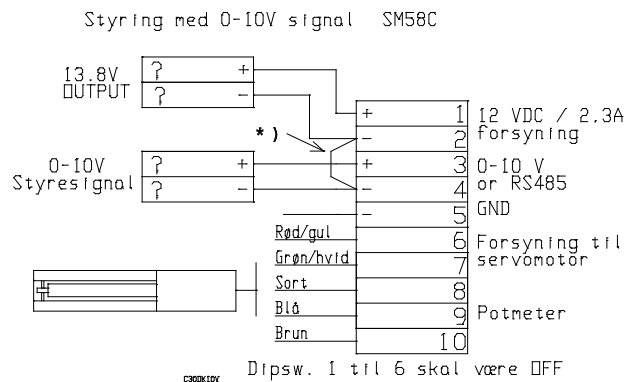 Styring med 0-10V signal SM58C
13.8V
OUTPUT
?
+
?
-
*)
0-10V
Styresignal
?
+
?
-
+ 1
- 2
+ 3
- 4
- 5
6
7
8
9
10
12 VDC / 2.3A
forsyning
0-10 V
or RS485
GND
Forsyning til
servomotor
Potmeter
Rød/gul
Grøn/hvid
Sort
Blå
Brun
Dipsw. 1 til 6 skal være OFF
C300K10V